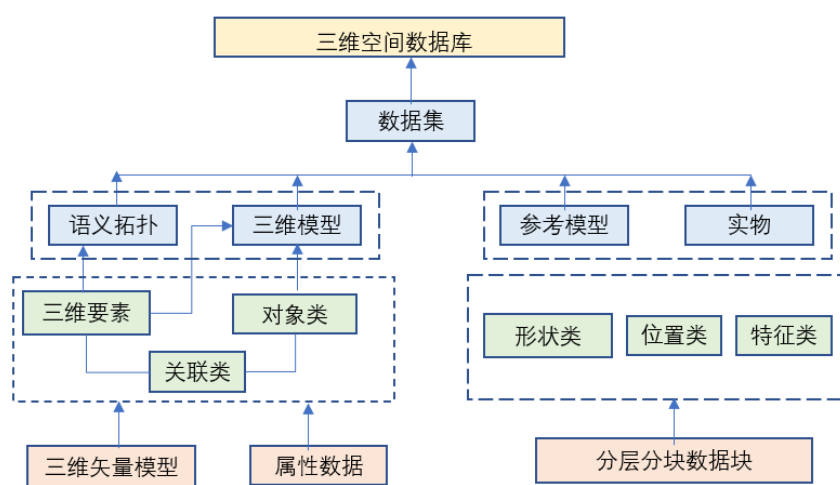 三维空间数据库
数据集
语义拓扑
三维模型
参考模型
实物
三维要素
对象类
形状类
位置类
特征类
关联类
三维矢量模型
属性数据
分层分块数据块